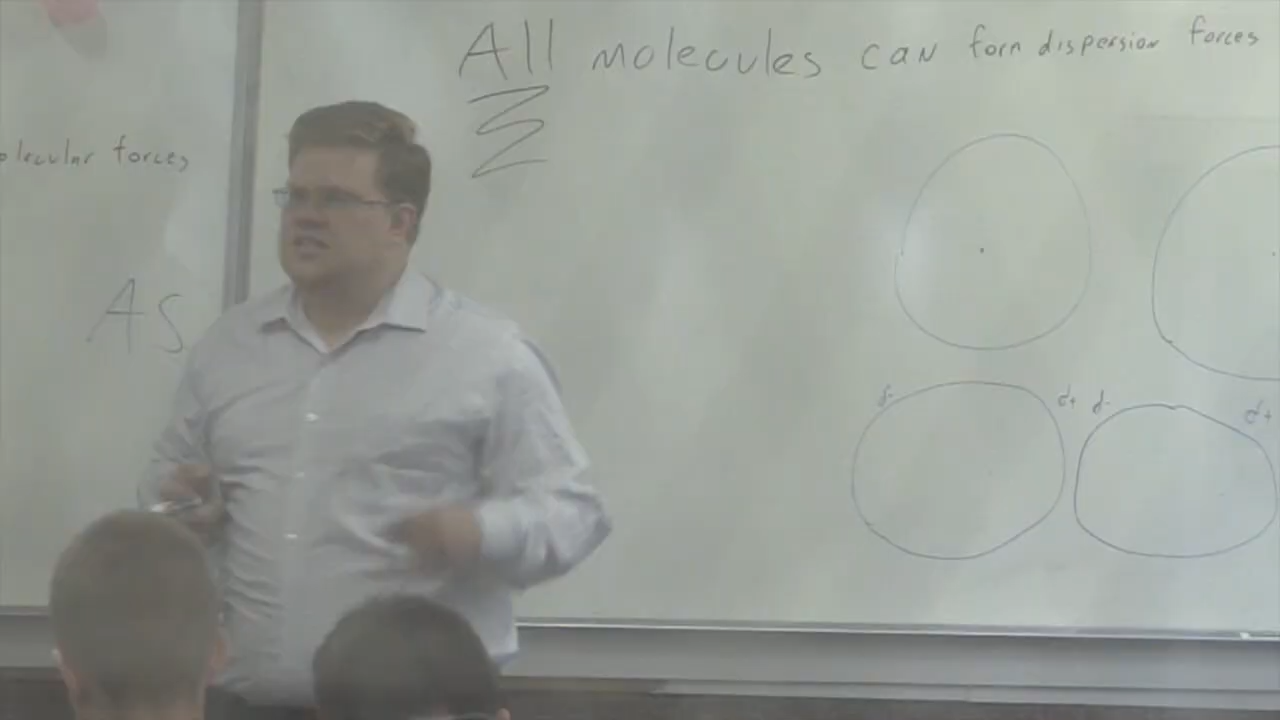 All molecules can form dispersion forces
olecular forces
AS
δ- δ+ δ- δ+